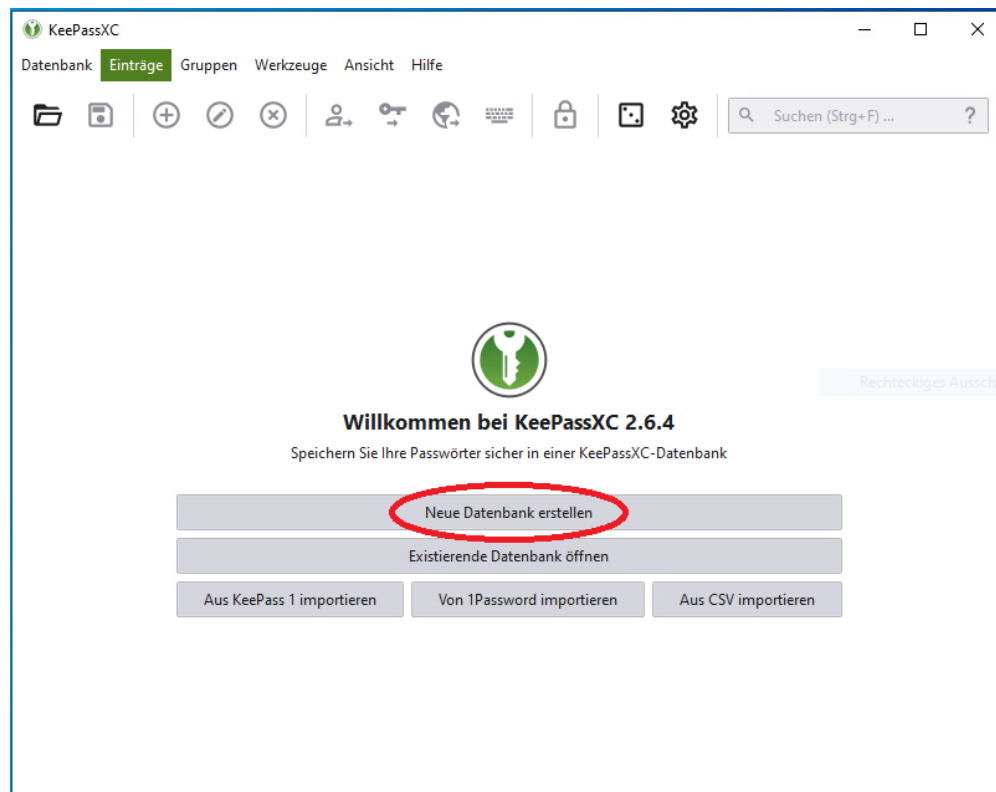 KeePassXC
Datenbank Einträge Gruppen Werkzeuge Ansicht Hilfe
Suchen (Strg+F) ... ?
Rechteckiges Aussch
Willkommen bei KeePassXC 2.6.4
Speichern Sie Ihre Passwörter sicher in einer KeePassXC-Datenbank
Neue Datenbank erstellen
Existierende Datenbank öffnen
Aus KeePass 1 importieren Von 1Password importieren Aus CSV importieren